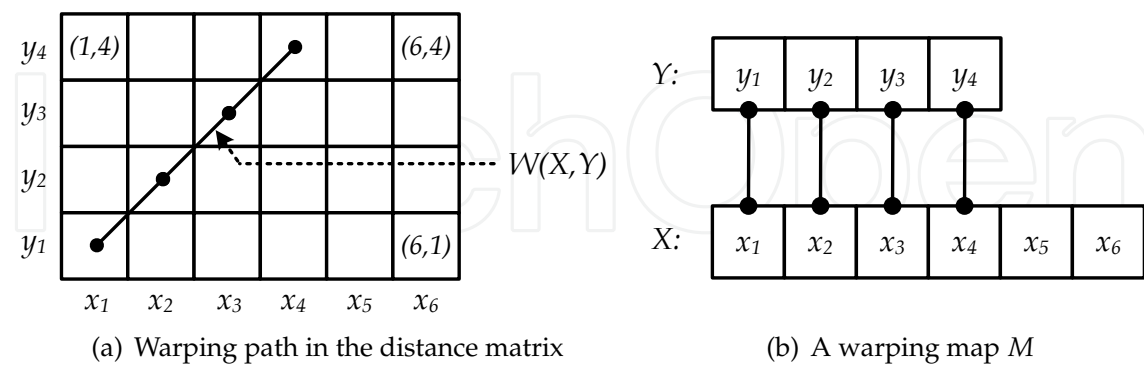 y4 (1,4) (6,4)
y3
y2 W(X,Y)
y1 (6,1)
x1 x2 x3 x4 x5 x6
(a) Warping path in the distance matrix
Y: y1 y2 y3 y4
X: x1 x2 x3 x4 x5 x6
(b) A warping map M